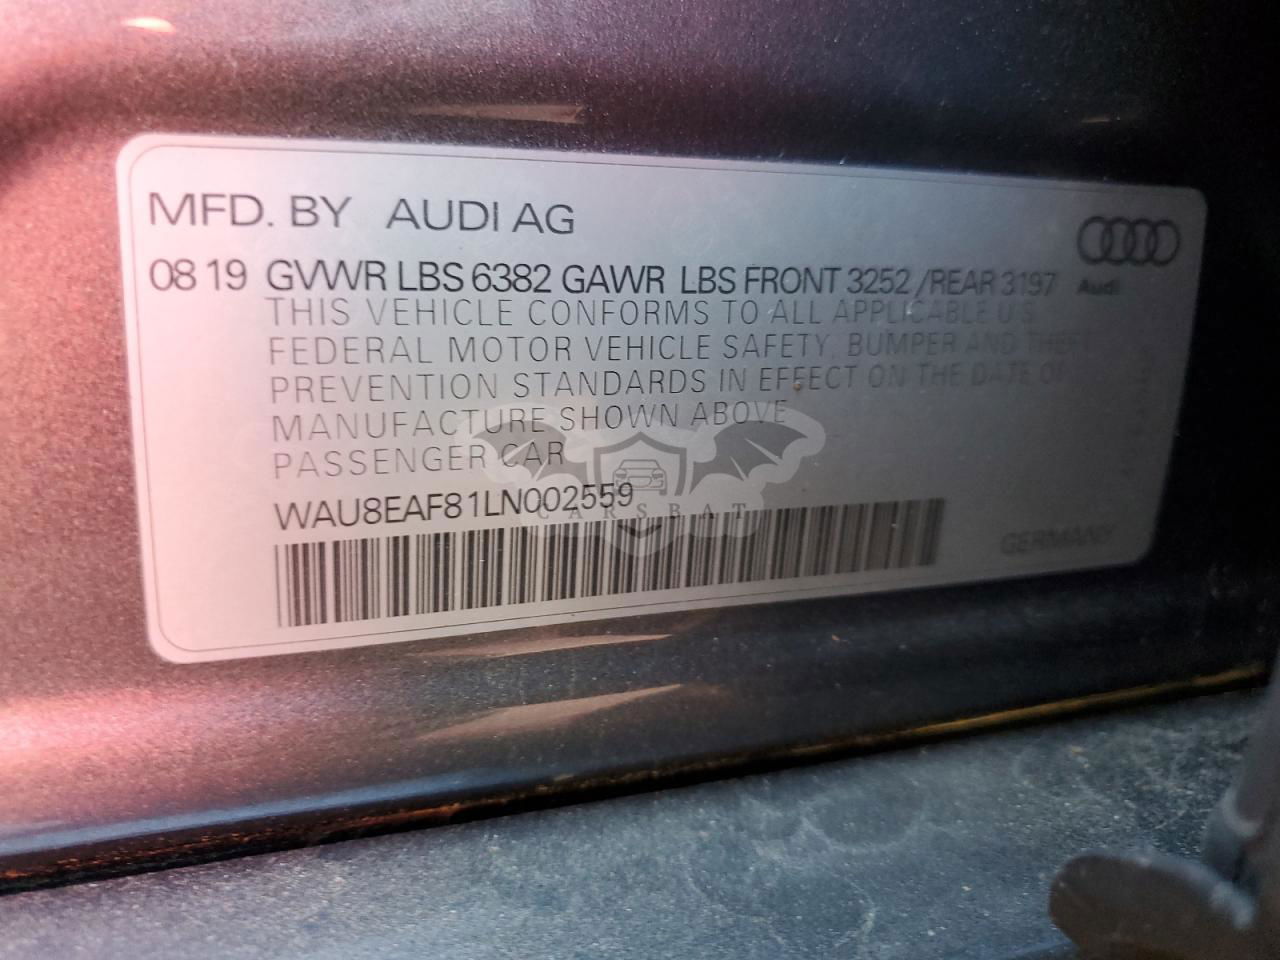 MFD. BY AUDI AG
08 19 GVWR LBS 6382 GAWR LBS FRONT 3252 /REAR 3197
Audi
THIS VEHICLE CONFORMS TO ALL APPLICABLE U.S.
FEDERAL MOTOR VEHICLE SAFETY, BUMPER AND THEFT
PREVENTION STANDARDS IN EFFECT ON THE DATE OF
MANUFACTURE SHOWN ABOVE
PASSENGER CAR
WAU8EAF81LN002559
CARSBAT
GERMANY